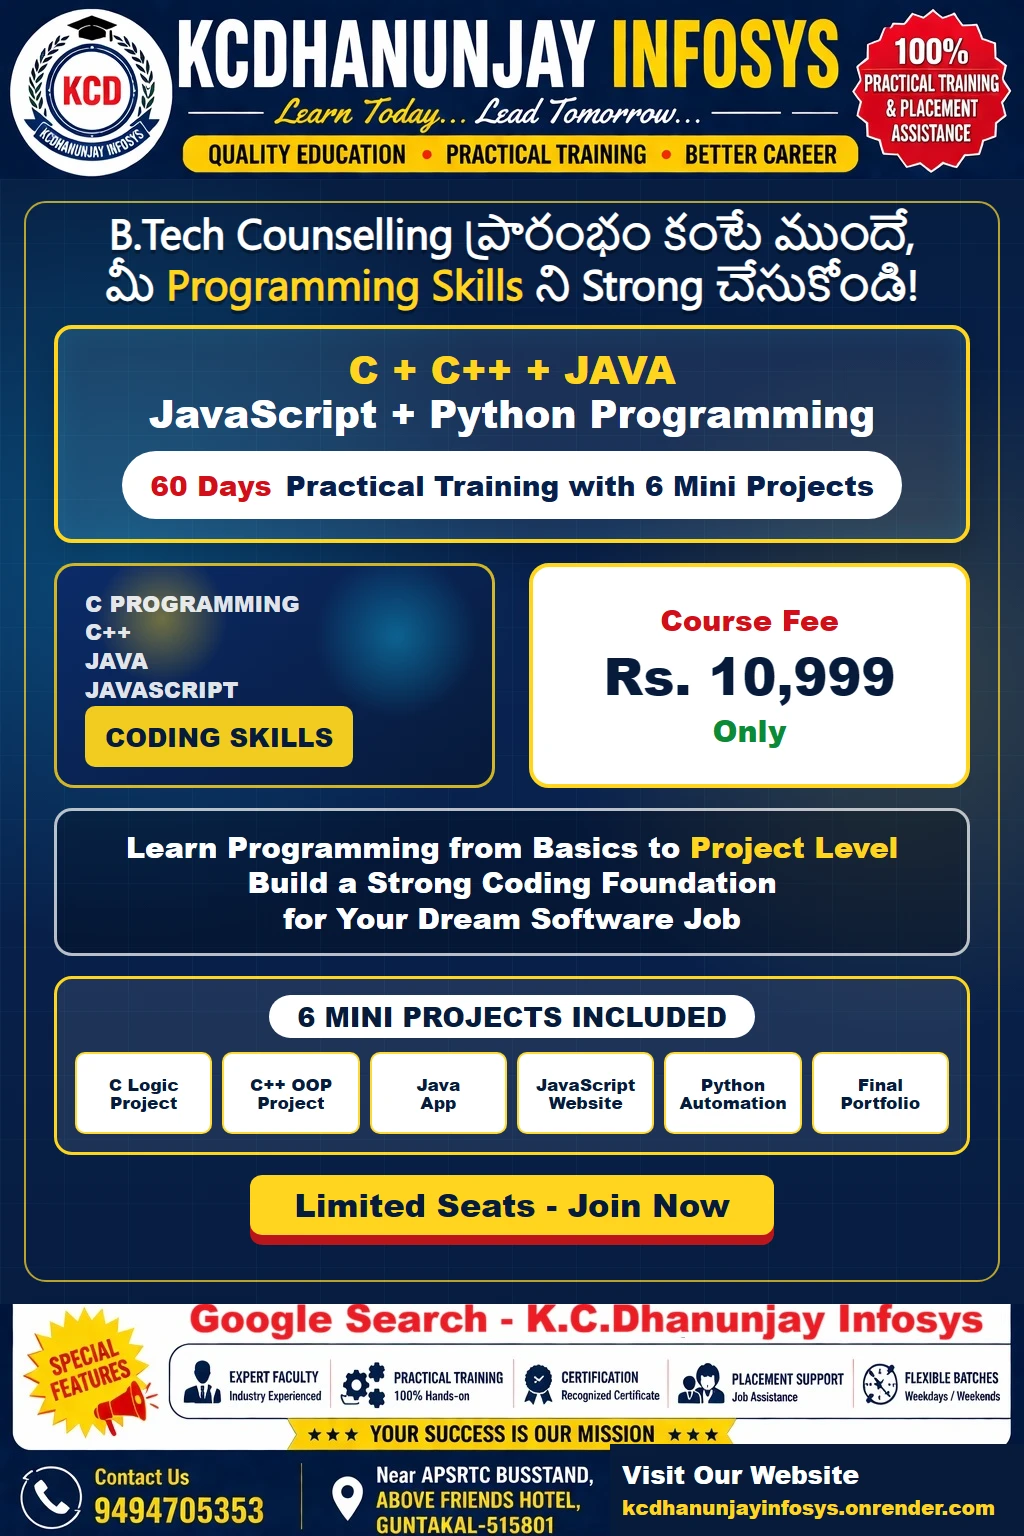 KCD
KCDHANUNJAY INFOSYS
KCDHANUNJAY INFOSYS
Learn Today... Lead Tomorrow...
QUALITY EDUCATION • PRACTICAL TRAINING • BETTER CAREER
100%
PRACTICAL TRAINING
& PLACEMENT
ASSISTANCE
B.Tech Counselling ప్రారంభం కంటే ముందే,
మీ Programming Skills ని Strong చేసుకోండి!
C + C++ + JAVA
JavaScript + Python Programming
60 Days Practical Training with 6 Mini Projects
C PROGRAMMING
C++
JAVA
JAVASCRIPT
CODING SKILLS
Course Fee
Rs. 10,999
Only
Learn Programming from Basics to Project Level
Build a Strong Coding Foundation
for Your Dream Software Job
6 MINI PROJECTS INCLUDED
C Logic
Project
C++ OOP
Project
Java
App
JavaScript
Website
Python
Automation
Final
Portfolio
Limited Seats - Join Now
Google Search - K.C.Dhanunjay Infosys
SPECIAL
FEATURES
EXPERT FACULTY
Industry Experienced
PRACTICAL TRAINING
100% Hands-on
CERTIFICATION
Recognized Certificate
PLACEMENT SUPPORT
Job Assistance
FLEXIBLE BATCHES
Weekdays / Weekends
★★★ YOUR SUCCESS IS OUR MISSION ★★★
Contact Us
9494705353
Near APSRTC BUSSTAND,
ABOVE FRIENDS HOTEL,
GUNTAKAL-515801
Visit Our Website
kcdhanunjayinfosys.onrender.com